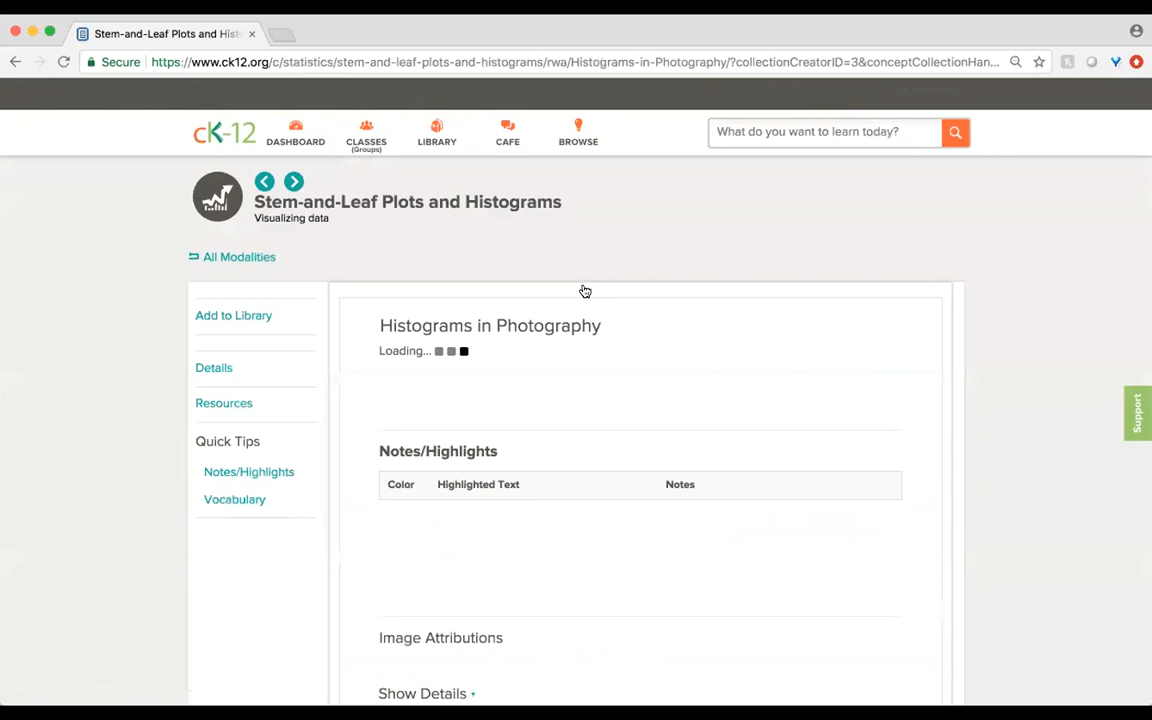 Stem-and-Leaf Plots and Hist
Secure https://www.ck12.org/c/statistics/stem-and-leaf-plots-and-histograms/rwa/Histograms-in-Photography/?collectionCreatorID=3&conceptCollectionHan...
cK-12
DASHBOARD CLASSES LIBRARY CAFE BROWSE
(Groups)
What do you want to learn today?
Stem-and-Leaf Plots and Histograms
Visualizing data
All Modalities
Add to Library
Details
Resources
Quick Tips
Notes/Highlights
Vocabulary
Histograms in Photography
Loading...
Notes/Highlights
Color Highlighted Text Notes
Image Attributions
Show Details
Support